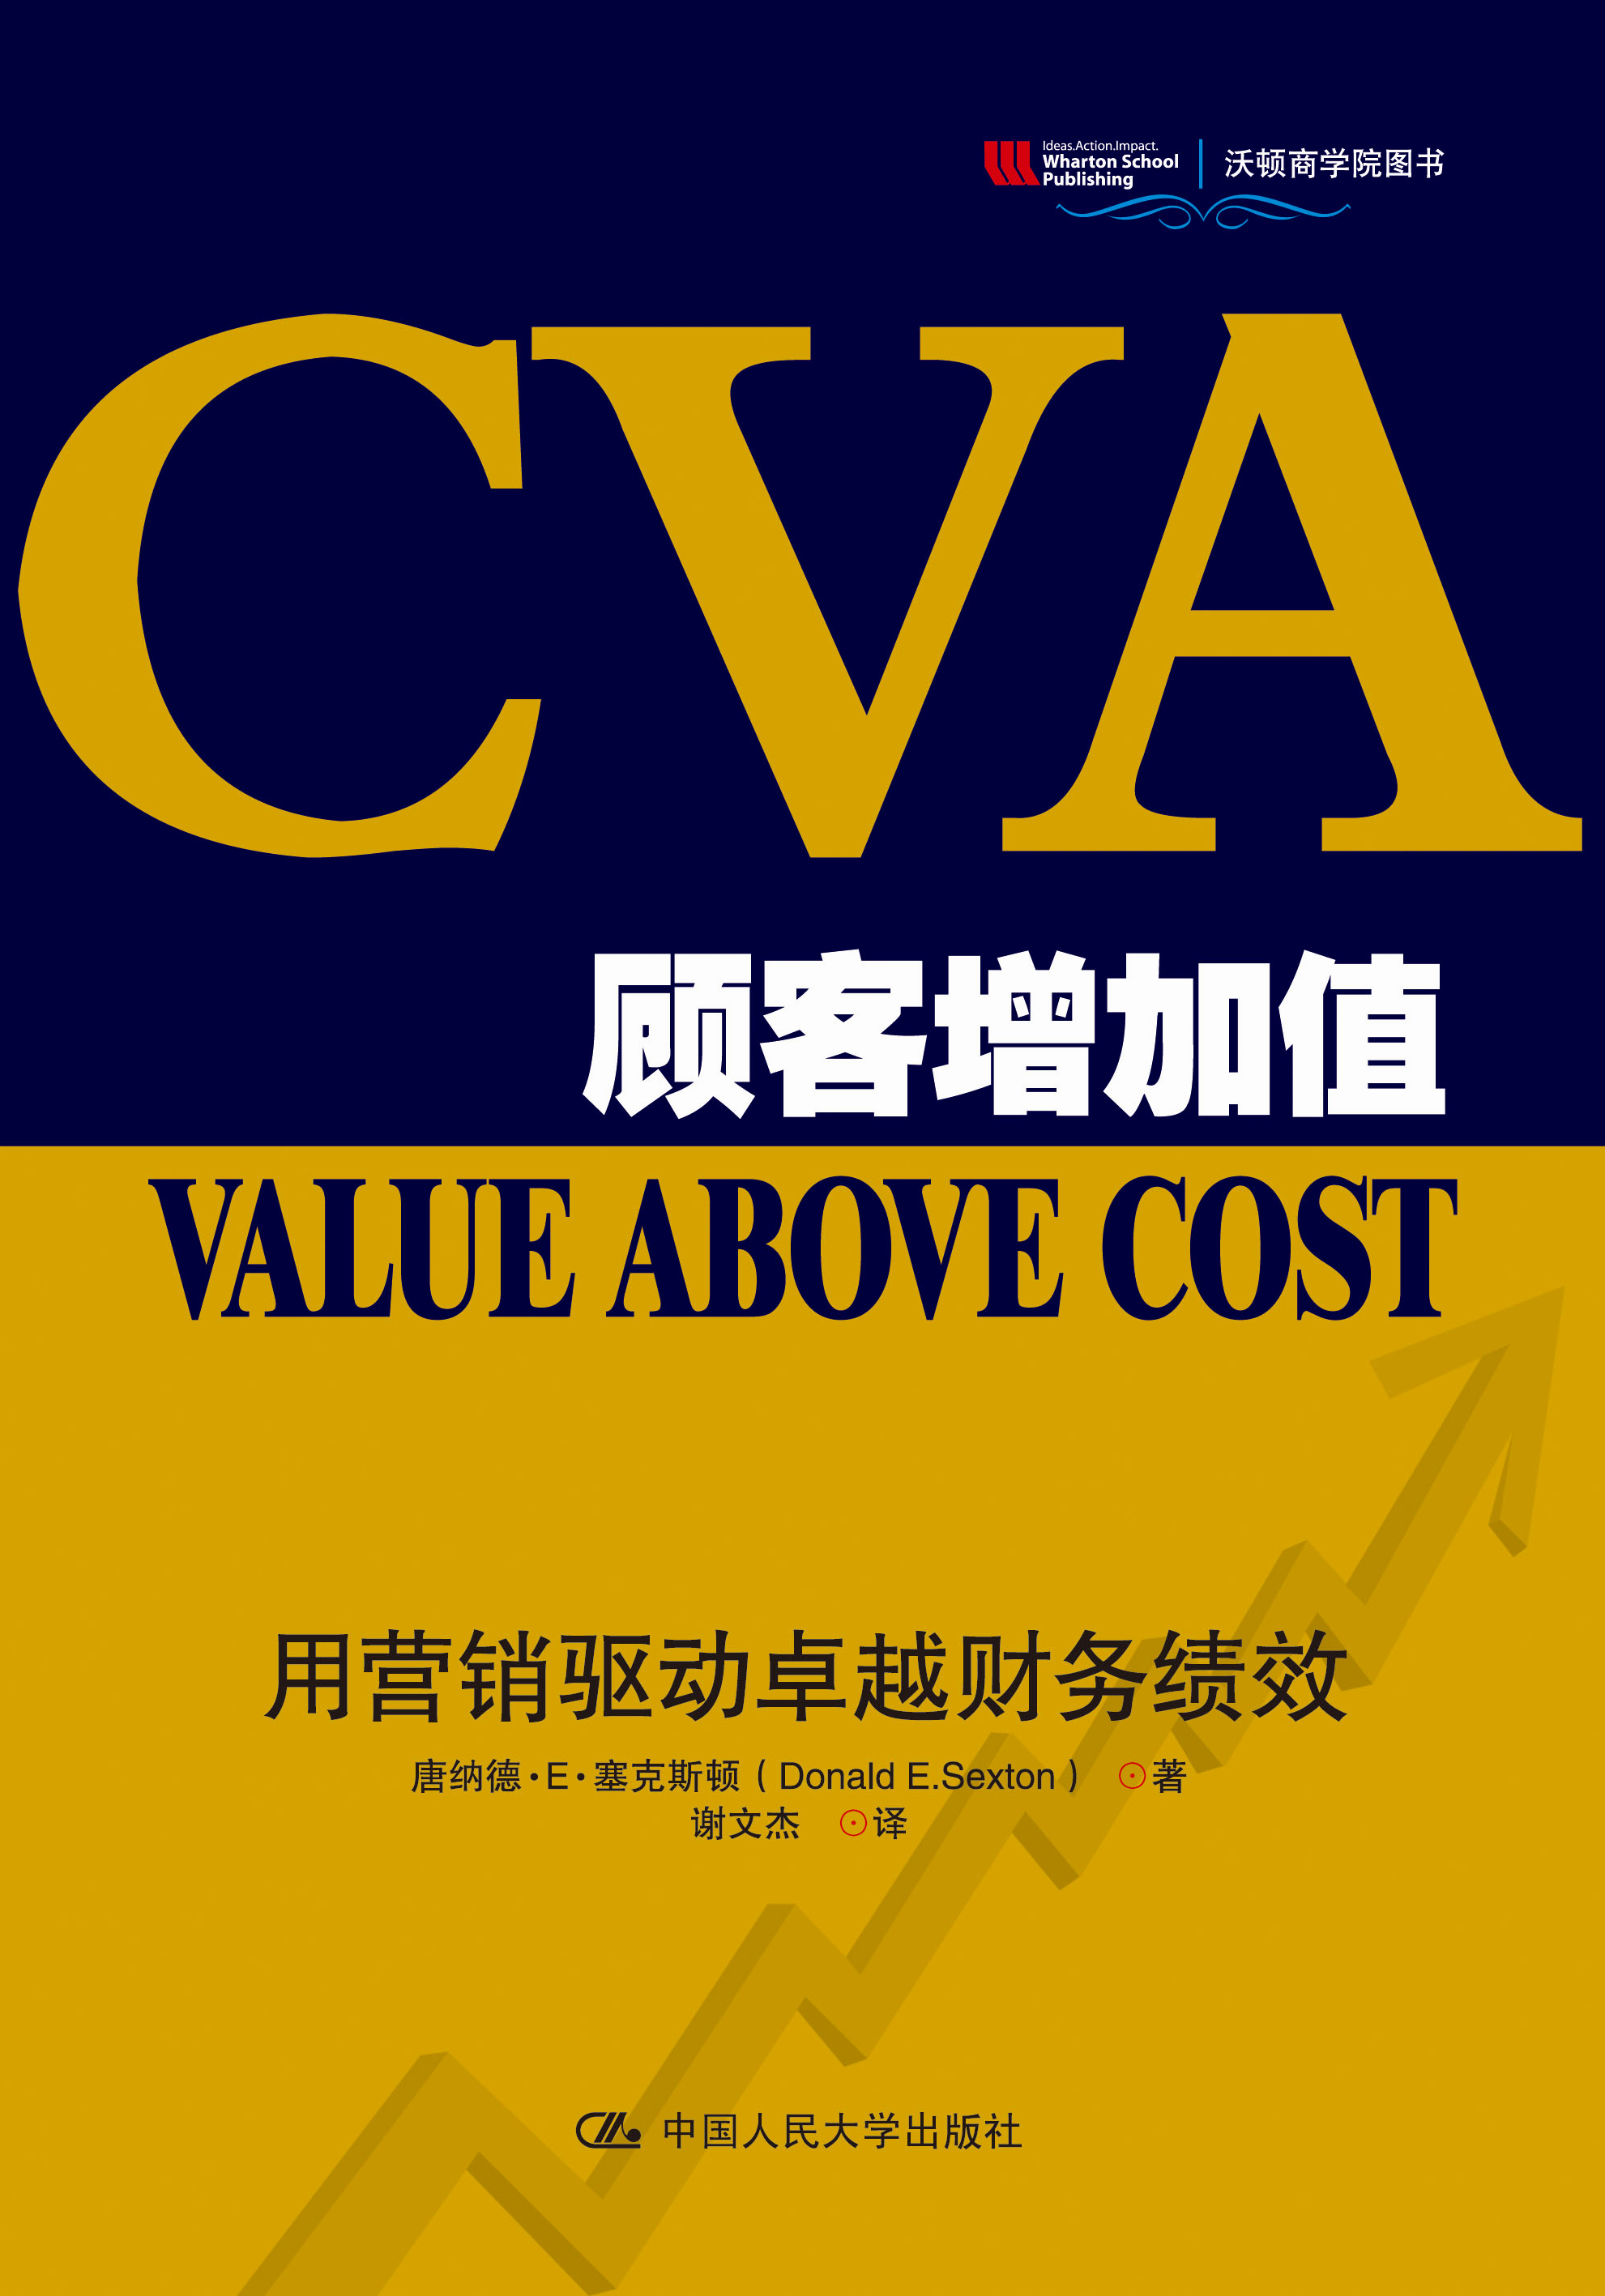 Ideas.Action.Impact.
Wharton School
Publishing
沃顿商学院图书
CVA
顾客增加值
VALUE ABOVE COST
用营销驱动卓越财务绩效
唐纳德·E·塞克斯顿（Donald E.Sexton） ⊙著
谢文杰 ⊙译
中国人民大学出版社